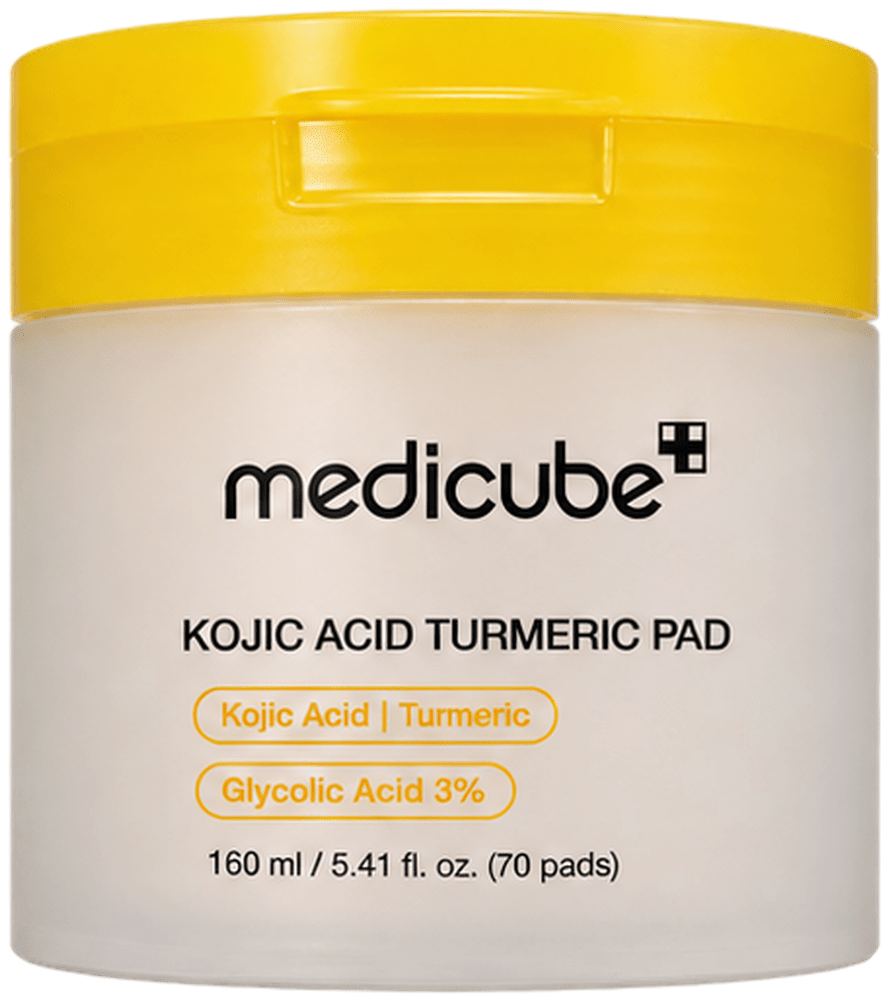 medicube
KOJIC ACID TURMERIC PAD
Kojic Acid | Turmeric
Glycolic Acid 3%
160 ml / 5.41 fl. oz. (70 pads)